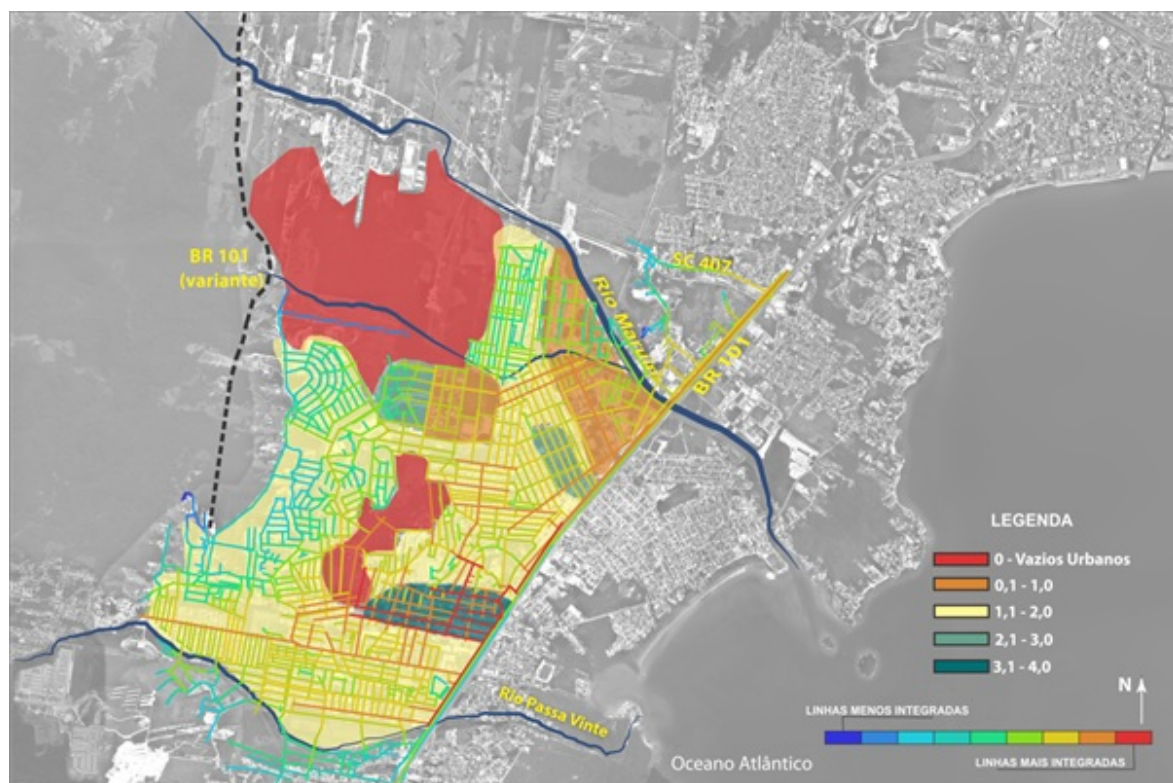 BR 101
(variante)
SC 407
Rio Maruim
BR 101
LEGENDA
0 - Vazios Urbanos
0,1 - 1,0
1,1 - 2,0
2,1 - 3,0
3,1 - 4,0
N
Rio Passa Vinte
LINHAS MENOS INTEGRADAS
Oceano Atlântico
LINHAS MAIS INTEGRADAS